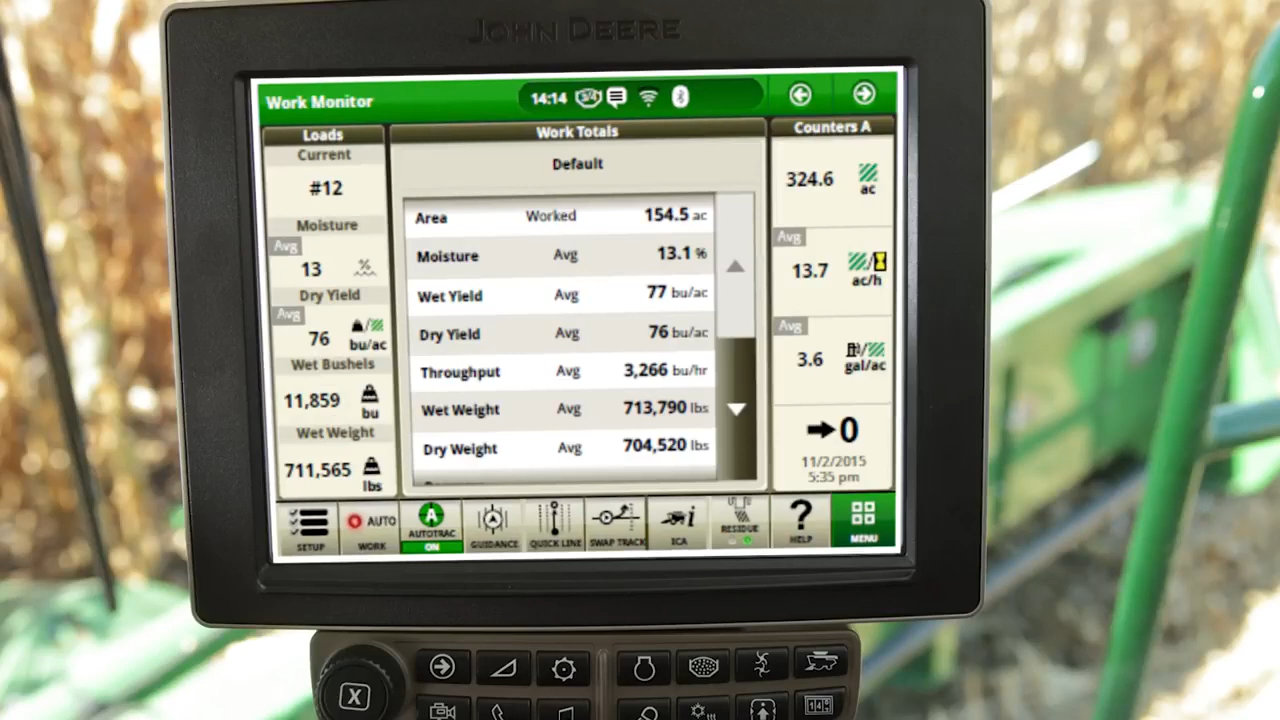 JOHN DEERE
Work Monitor
14:14
3/4
Loads
Current
#12
Moisture
Avg
13
%
Dry Yield
Avg
76
bu/ac
Wet Bushels
11,859
bu
Wet Weight
711,565
lbs
Work Totals
Default
Area Worked 154.5 ac
Moisture Avg 13.1 %
Wet Yield Avg 77 bu/ac
Dry Yield Avg 76 bu/ac
Throughput Avg 3,266 bu/hr
Wet Weight Avg 713,790 lbs
Dry Weight Avg 704,520 lbs
Counters A
324.6
ac
Avg
13.7
ac/h
Avg
3.6
gal/ac
0
11/2/2015
5:35 pm
SETUP
AUTO
WORK
A
AUTOTRAC
ON
GUIDANCE
QUICK LINE
SWAP TRACK
i
ICA
RESIDUE
?
HELP
MENU
X